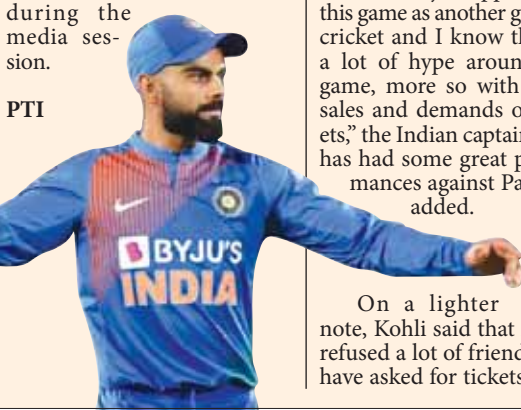 during the
media ses-
sion.
PTI
BYJU'S
INDIA
this game as another g
cricket and I know th
a lot of hype aroun
game, more so with
sales and demands o
ets,” the Indian captain
has had some great p
mances against Pa
added.
On a lighter
note, Kohli said that
refused a lot of friend
have asked for tickets